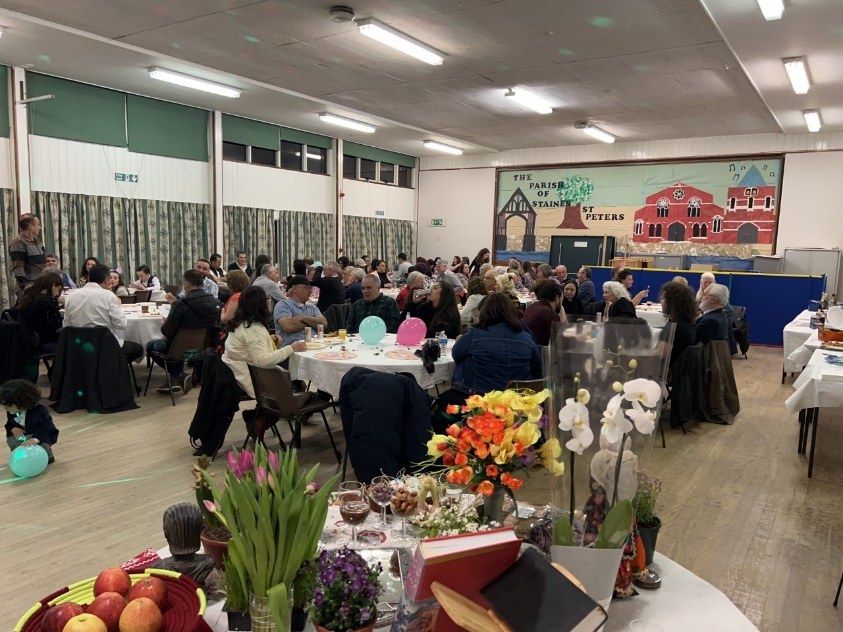 THE
PARISH
OF
STAINES
ST
PETERS